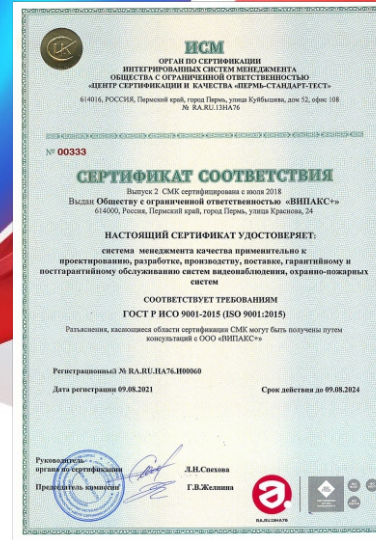 ИСМ
ОРГАН ПО СЕРТИФИКАЦИИ
ИНТЕГРИРОВАННЫХ СИСТЕМ МЕНЕДЖМЕНТА
ОБЩЕСТВА С ОГРАНИЧЕННОЙ ОТВЕТСТВЕННОСТЬЮ
«ЦЕНТР СЕРТИФИКАЦИИ И КАЧЕСТВА «ПЕРМЬ-СТАНДАРТ-ТЕСТ»
614016, РОССИЯ, Пермский край, город Пермь, улица Куйбышева, дом 52, офис 108
№ RA.RU.13НА76
№ 00333
СЕРТИФИКАТ СООТВЕТСТВИЯ
Выпуск 2 СМК сертифицирована с июля 2018
Выдан Обществу с ограниченной ответственностью «ВИПАКС+»
614000, Россия, Пермский край, город Пермь, улица Краснова, 24
НАСТОЯЩИЙ СЕРТИФИКАТ УДОСТОВЕРЯЕТ:
система менеджмента качества применительно к
проектированию, разработке, производству, поставке, гарантийному и
постгарантийному обслуживанию систем видеонаблюдения, охранно-пожарных
систем
СООТВЕТСТВУЕТ ТРЕБОВАНИЯМ
ГОСТ Р ИСО 9001-2015 (ISO 9001:2015)
Разъяснения, касающиеся области сертификации СМК могут быть получены путем
консультаций с ООО «ВИПАКС+»
Регистрационный № RA.RU.НА76.И00060
Дата регистрации 09.08.2021 Срок действия до 09.08.2024
Руководитель
органа по сертификации Л.Н.Спехова
Председатель комиссии Г.В.Желнина
RA.RU.13НА76